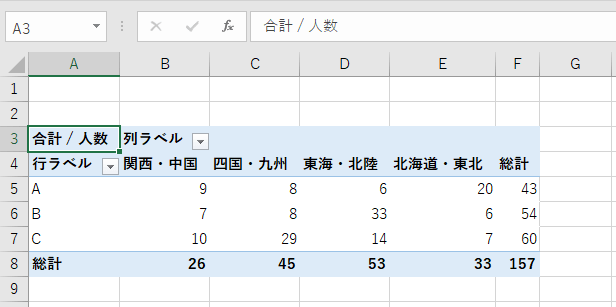 A3 fx 合計 / 人数
A B C D E F G
1
2
3 合計 / 人数 列ラベル
4 行ラベル 関西・中国 四国・九州 東海・北陸 北海道・東北 総計
5 A 9 8 6 20 43
6 B 7 8 33 6 54
7 C 10 29 14 7 60
8 総計 26 45 53 33 157
9